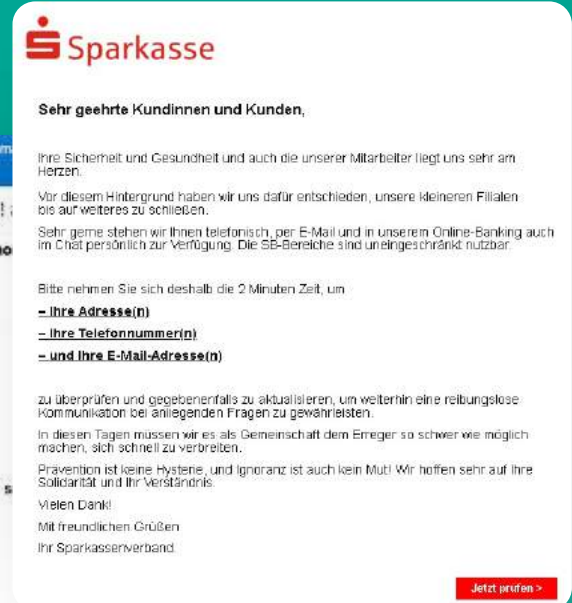 Sparkasse
Sehr geehrte Kundinnen und Kunden,
Ihre Sicherheit und Gesundheit und auch die unserer Mitarbeiter liegt uns sehr am
Herzen.
Vor diesem Hintergrund haben wir uns dafür entschieden, unsere kleineren Filialen
bis auf weiteres zu schließen.
Sehr gerne stehen wir Ihnen telefonisch, per E-Mail und in unserem Online-Banking auch
im Chat persönlich zur Verfügung. Die SB-Bereiche sind uneingeschränkt nutzbar.
Bitte nehmen Sie sich deshalb die 2 Minuten Zeit, um
– Ihre Adresse(n)
– Ihre Telefonnummer(n)
– und Ihre E-Mail-Adresse(n)
zu überprüfen und gegebenenfalls zu aktualisieren, um weiterhin eine reibungslose
Kommunikation bei anliegenden Fragen zu gewährleisten.
In diesen Tagen müssen wir es als Gemeinschaft dem Erreger so schwer wie möglich
machen, sich schnell zu verbreiten.
Prävention ist keine Hysterie, und Ignoranz ist auch kein Mut! Wir hoffen sehr auf Ihre
Solidarität und Ihr Verständnis.
Vielen Dank!
Mit freundlichen Grüßen
Ihr Sparkassenverband
Jetzt prüfen >